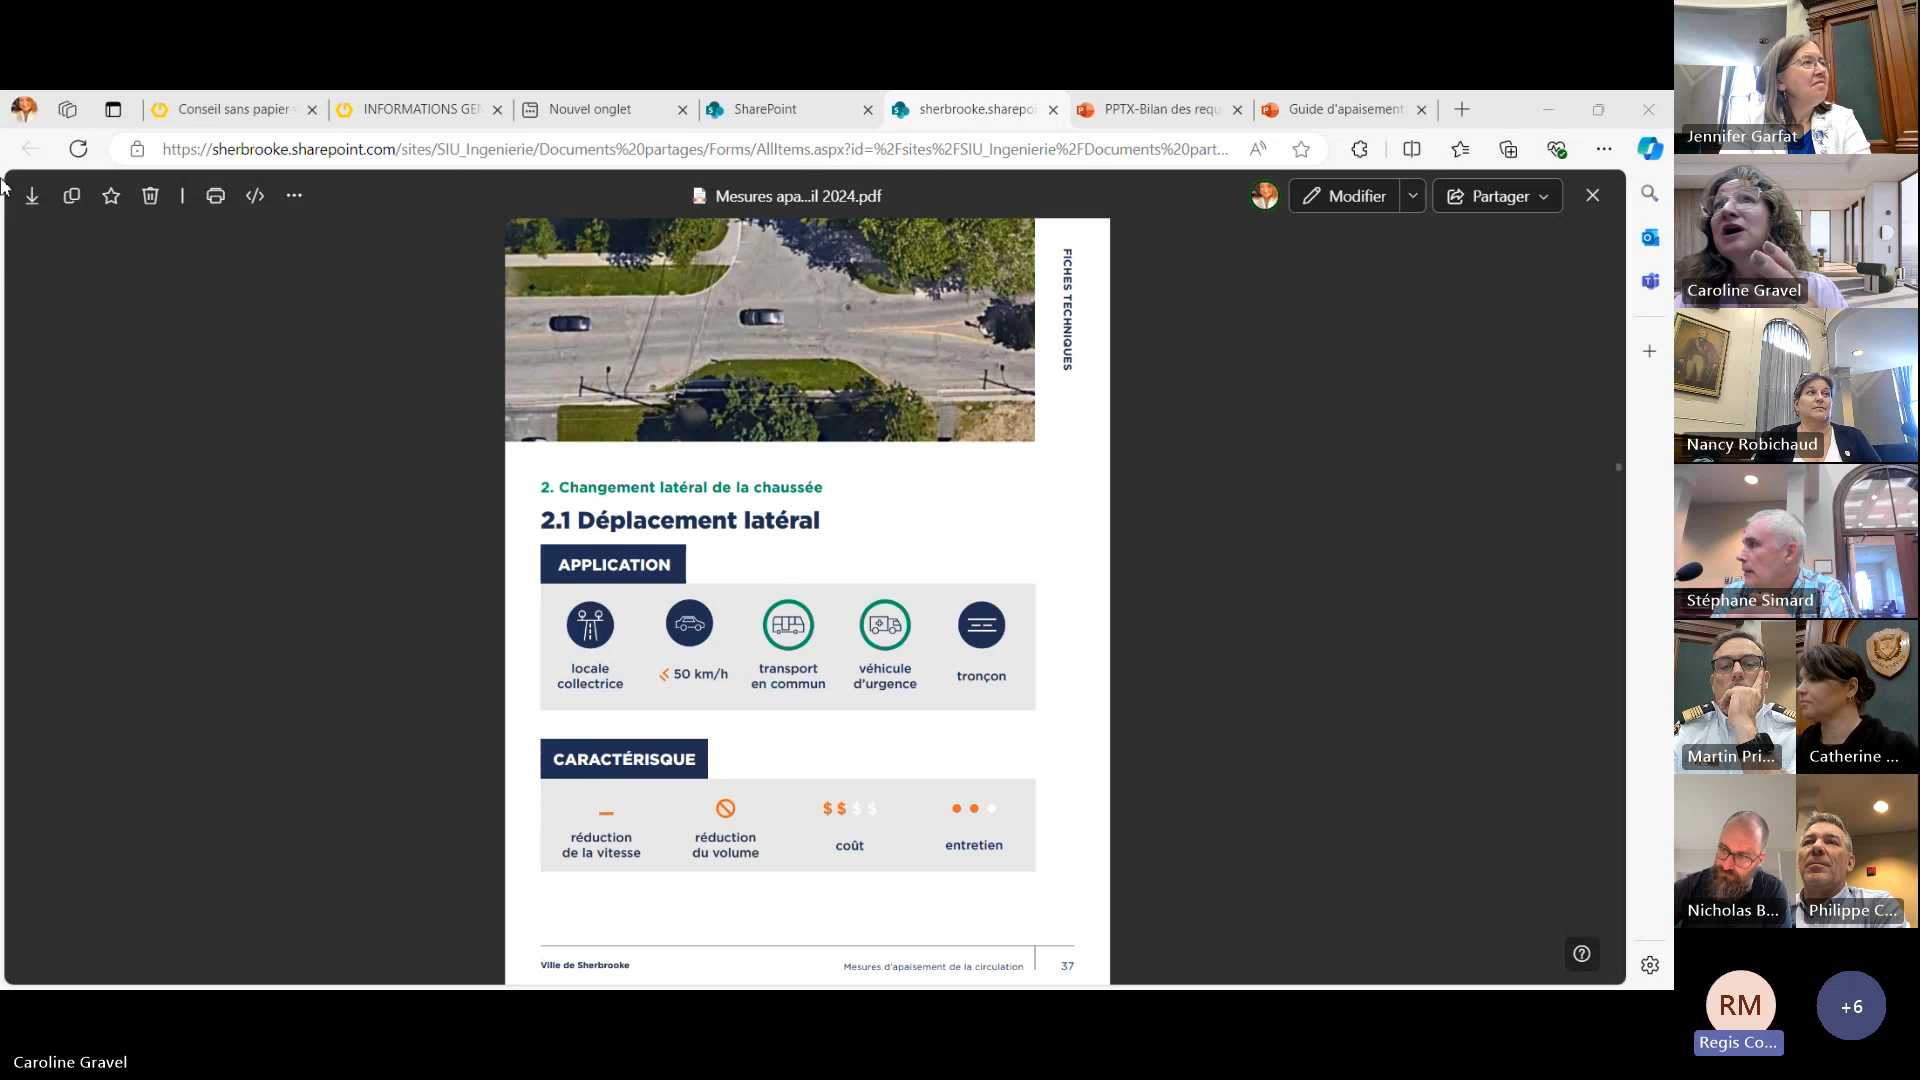 Conseil sans papier
INFORMATIONS GÉN
Nouvel onglet
SharePoint
sherbrooke.sharepoi
PPTX-Bilan des requ
Guide d'apaisement
https://sherbrooke.sharepoint.com/sites/SIU_Ingenierie/Documents%20partages/Forms/AllItems.aspx?id=%2Fsites%2FSIU_Ingenierie%2FDocuments%20part...
Mesures apa...il 2024.pdf
Modifier
Partager
FICHES TECHNIQUES
2. Changement latéral de la chaussée
2.1 Déplacement latéral
APPLICATION
locale
collectrice
≤ 50 km/h
transport
en commun
véhicule
d'urgence
tronçon
CARACTÉRISQUE
$ $ $ $
réduction
de la vitesse
réduction
du volume
coût
entretien
Ville de Sherbrooke
Mesures d'apaisement de la circulation
37
Jennifer Garfat
Caroline Gravel
Nancy Robichaud
Stéphane Simard
Martin Pri...
Catherine ...
Nicholas B...
Philippe C...
RM
+6
Regis Co...
Caroline Gravel